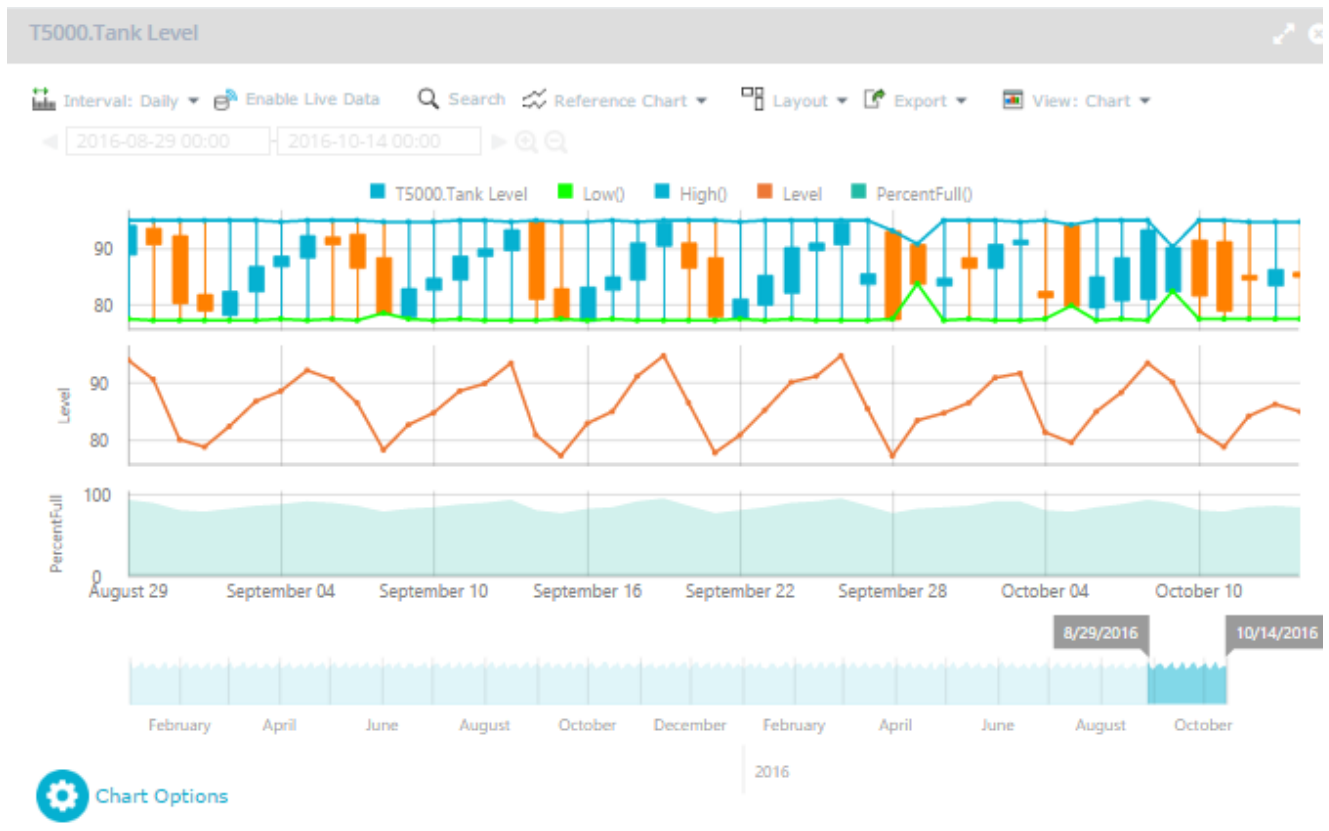 T5000.Tank Level
Interval: Daily Enable Live Data Search Reference Chart Layout Export View: Chart
2016-08-29 00:00 - 2016-10-14 00:00
T5000.Tank Level Low() High() Level PercentFull()
90
80
Level
90
80
PercentFull
100
0
August 29 September 04 September 10 September 16 September 22 September 28 October 04 October 10
8/29/2016 10/14/2016
February April June August October December February April June August October
2016
Chart Options